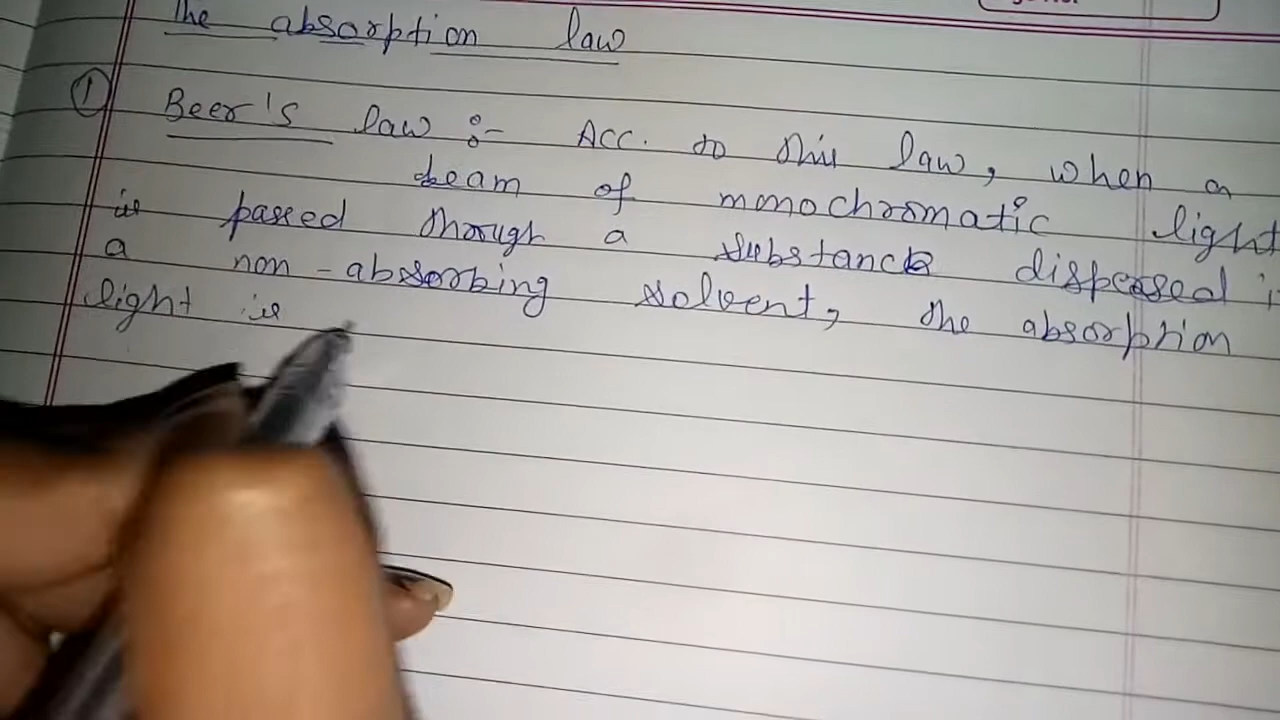 The absorption law
① Beer's law :- Acc. to this law, when a
beam of monochromatic light
is passed through a substance dispersed i
a non-absorbing solvent, the absorption
light is